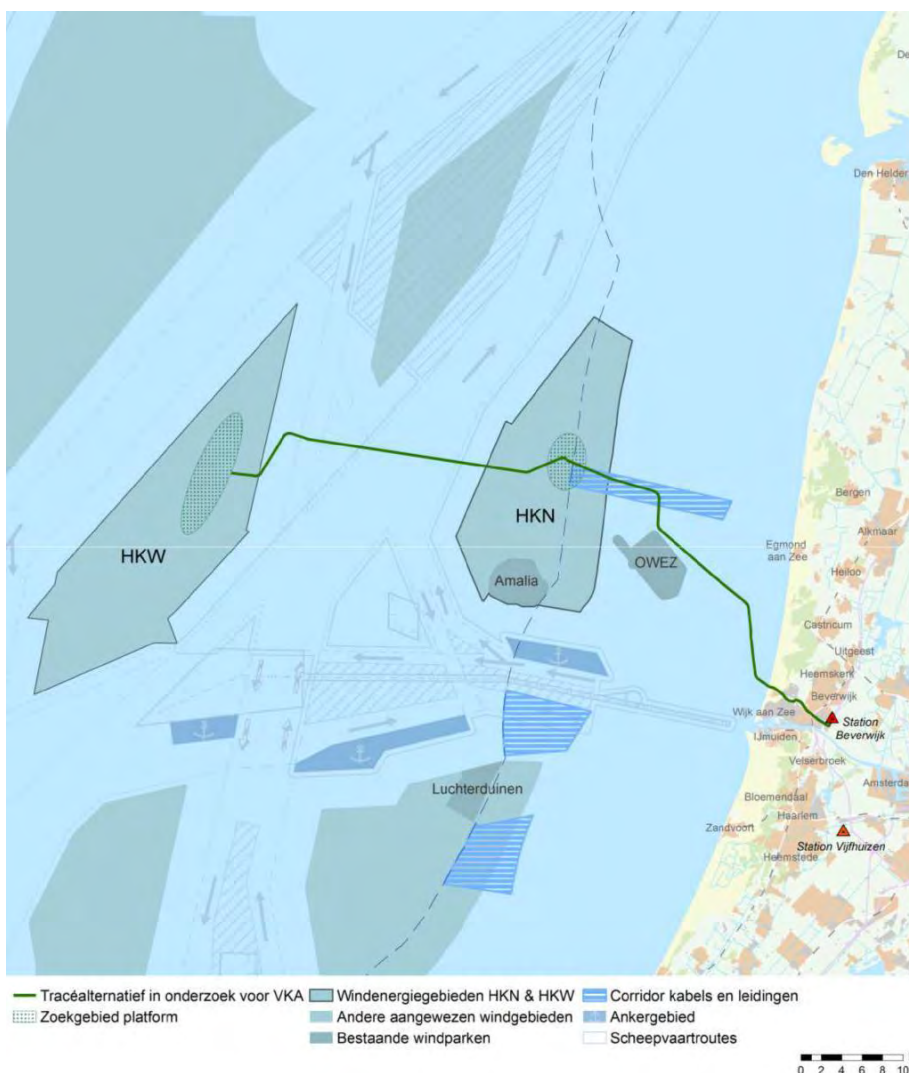 De
Den Helder
Bergen
Alkmaar
HKN
HKW
Egmond
aan Zee
OWEZ
Heiloo
Amalia
Castricum
Uitgeest
Heemskerk
Beverwijk
Wijk aan Zee
Station
Beverwijk
IJmuiden
Velserbroek
Luchterduinen
Amsterda
Bloemendaal
Haarlem
Zandvoort
Station Vijfhuizen
Heemstede
Tracéalternatief in onderzoek voor VKA
Windenergiegebieden HKN & HKW
Corridor kabels en leidingen
Zoekgebied platform
Andere aangewezen windgebieden
Ankergebied
Bestaande windparken
Scheepvaartroutes
0 2 4 6 8 10